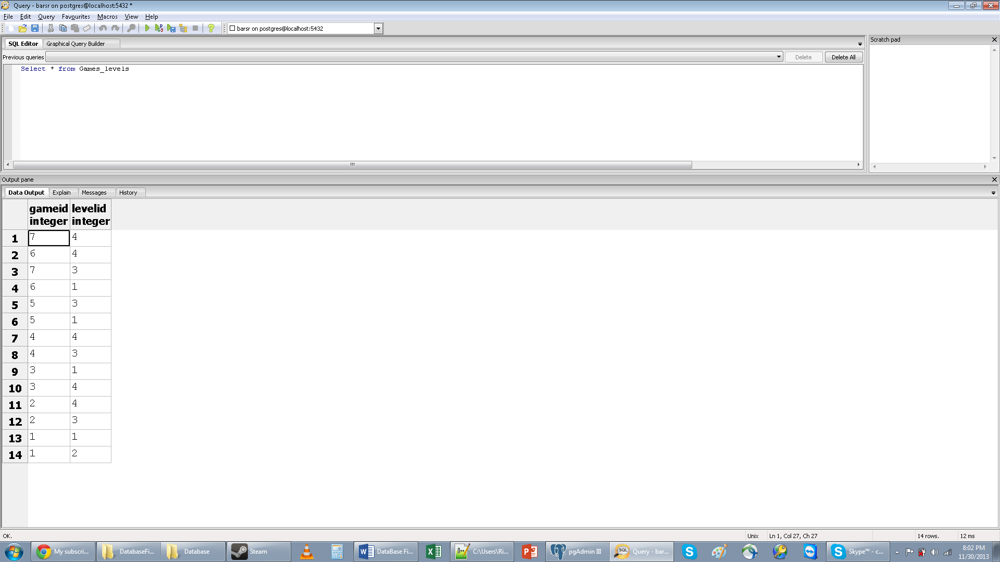 Query - barsr on postgres@localhost:5432 *
File Edit Query Favourites Macros View Help
barsr on postgres@localhost:5432
SQL Editor Graphical Query Builder
Scratch pad
Previous queries Delete Delete All
Select * from Games_levels
Output pane
Data Output Explain Messages History
gameid levelid
integer integer
1 7 4
2 6 4
3 7 3
4 6 1
5 5 3
6 5 1
7 4 4
8 4 3
9 3 1
10 3 4
11 2 4
12 2 3
13 1 1
14 1 2
OK. Unix Ln 1, Col 27, Ch 27 14 rows. 12 ms
My subscri... DatabaseFi... Database Steam DataBase Fi... C:\Users\Ri... pgAdmin III Query - bar... Skype™ - c... 8:02 PM
11/30/2013